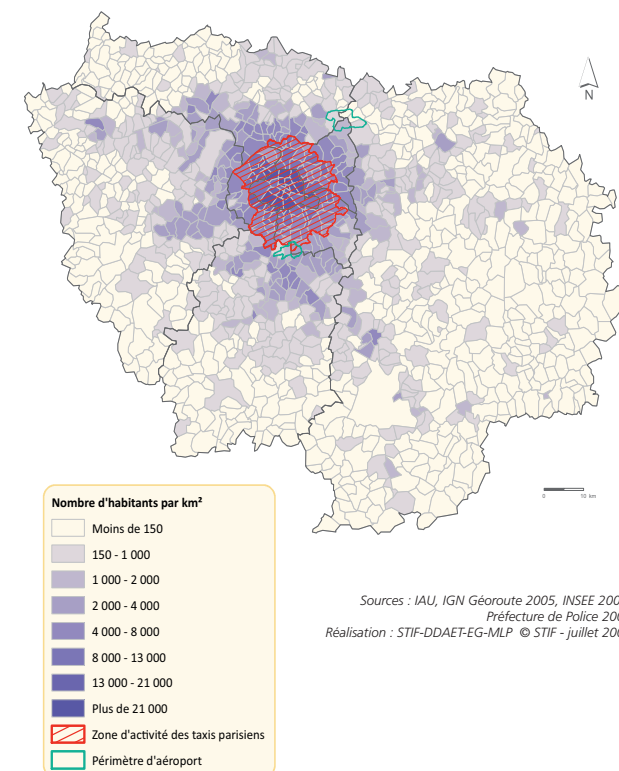 N
0 10 km
Nombre d'habitants par km²
Moins de 150
150 - 1 000
1 000 - 2 000
2 000 - 4 000
4 000 - 8 000
8 000 - 13 000
13 000 - 21 000
Plus de 21 000
Zone d'activité des taxis parisiens
Périmètre d'aéroport
Sources : IAU, IGN Géoroute 2005, INSEE 200
Préfecture de Police 200
Réalisation : STIF-DDAET-EG-MLP © STIF - juillet 200